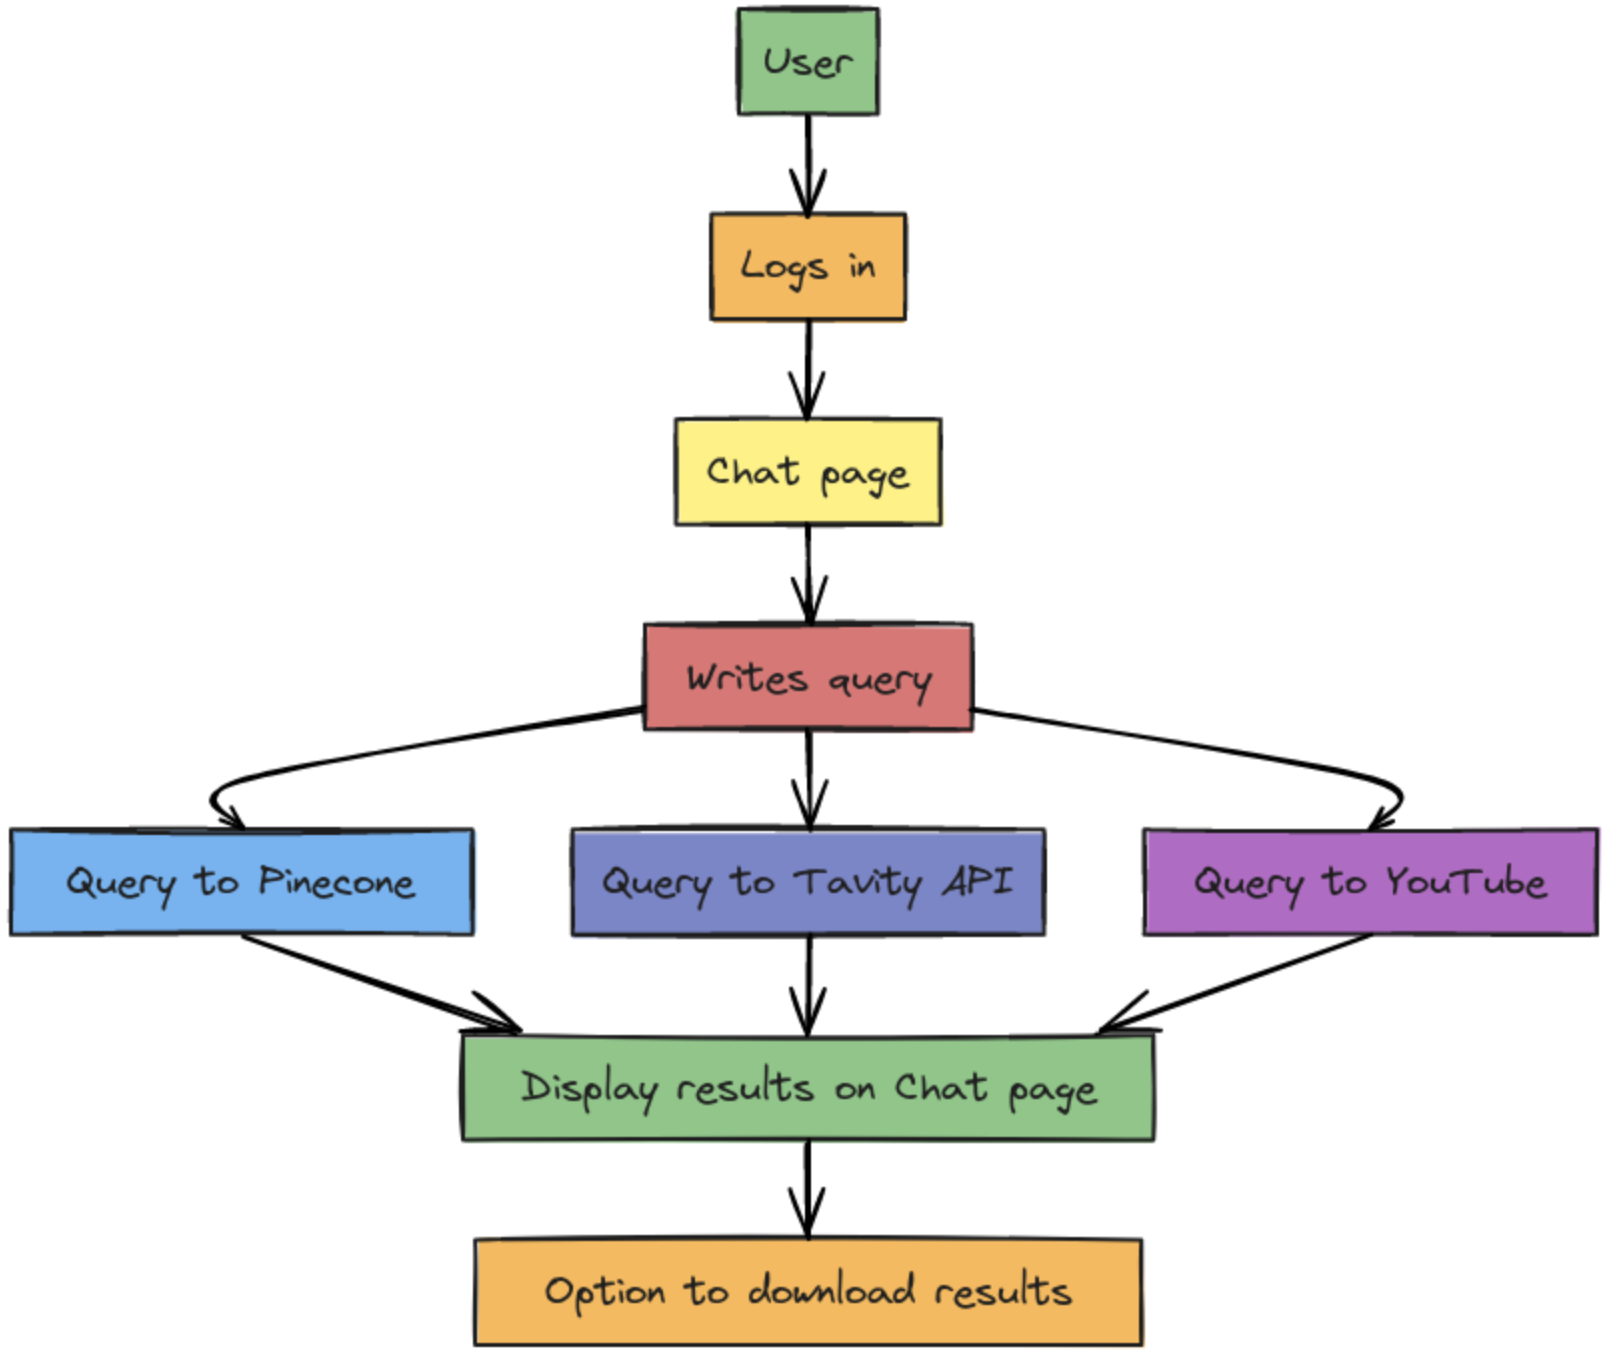 User
Logs in
Chat page
Writes query
Query to Pinecone
Query to Tavity API
Query to YouTube
Display results on Chat page
Option to download results